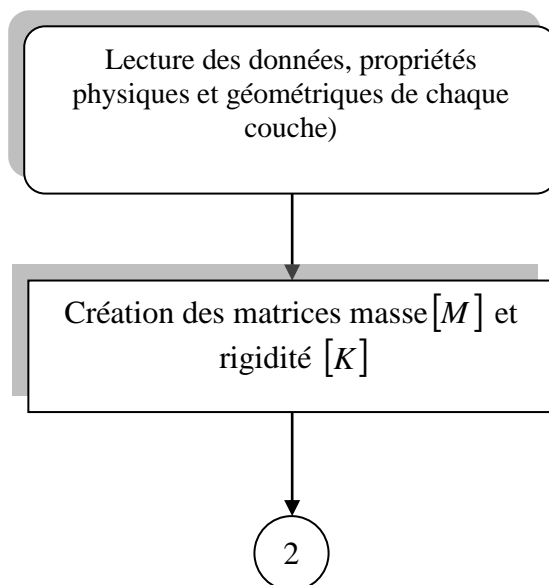 Lecture des données, propriétés
physiques et géométriques de chaque
couche)
Création des matrices masse [M] et
rigidité [K]
2